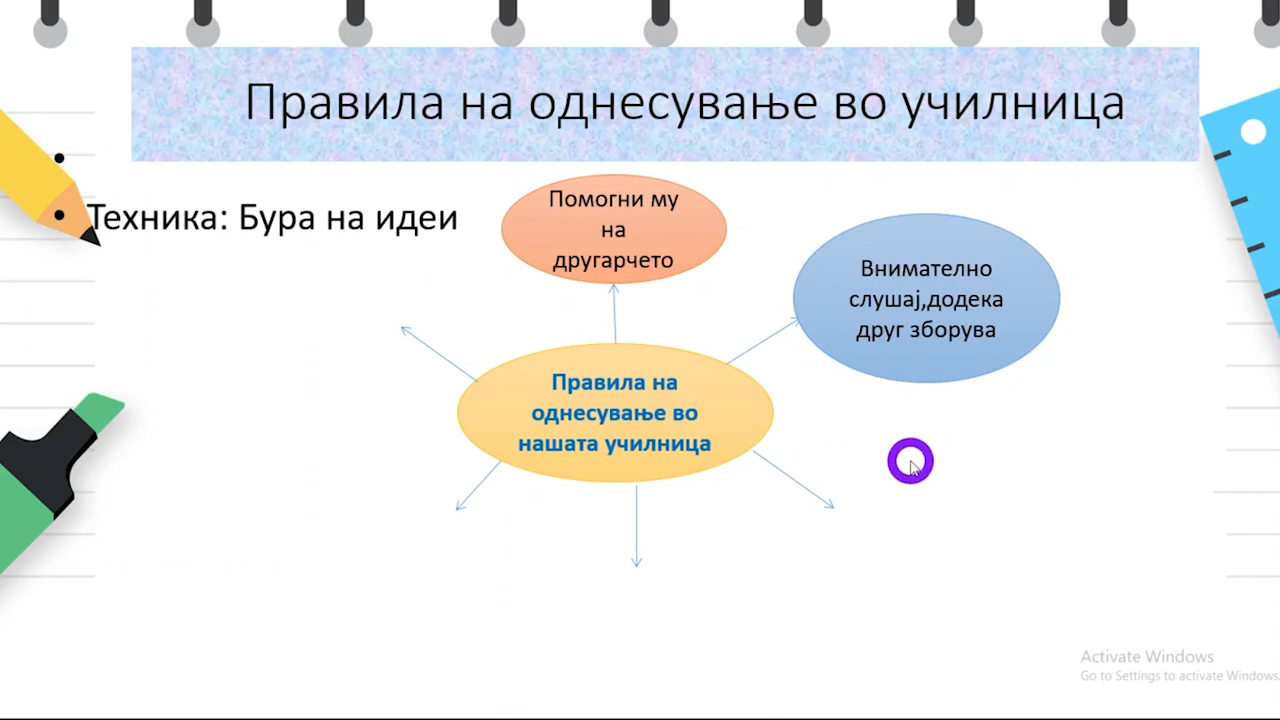 Правила на однесување во училница
Техника: Бура на идеи
Помогни му
на
другарчето
Внимателно
слушај,додека
друг зборува
Правила на
однесување во
нашата училница
Activate Windows
Go to Settings to activate Windows.